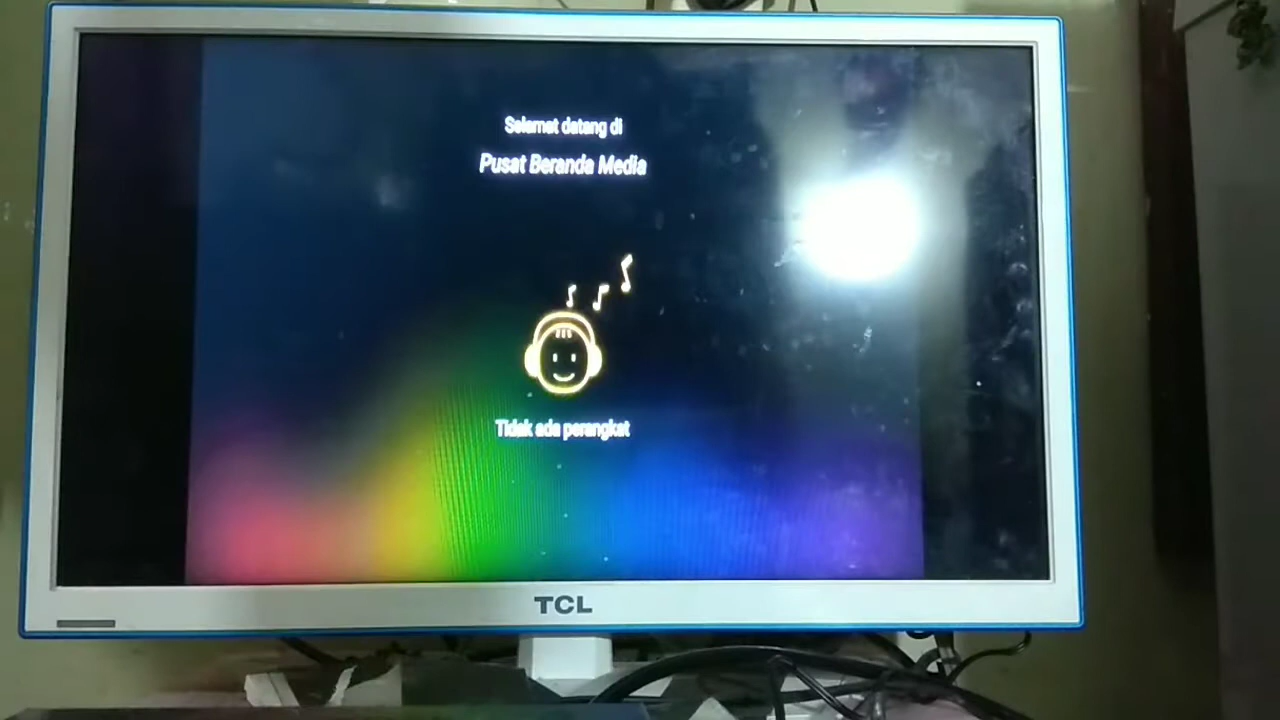 Selamat datang di
Pusat Beranda Media
Tidak ada perangkat
TCL